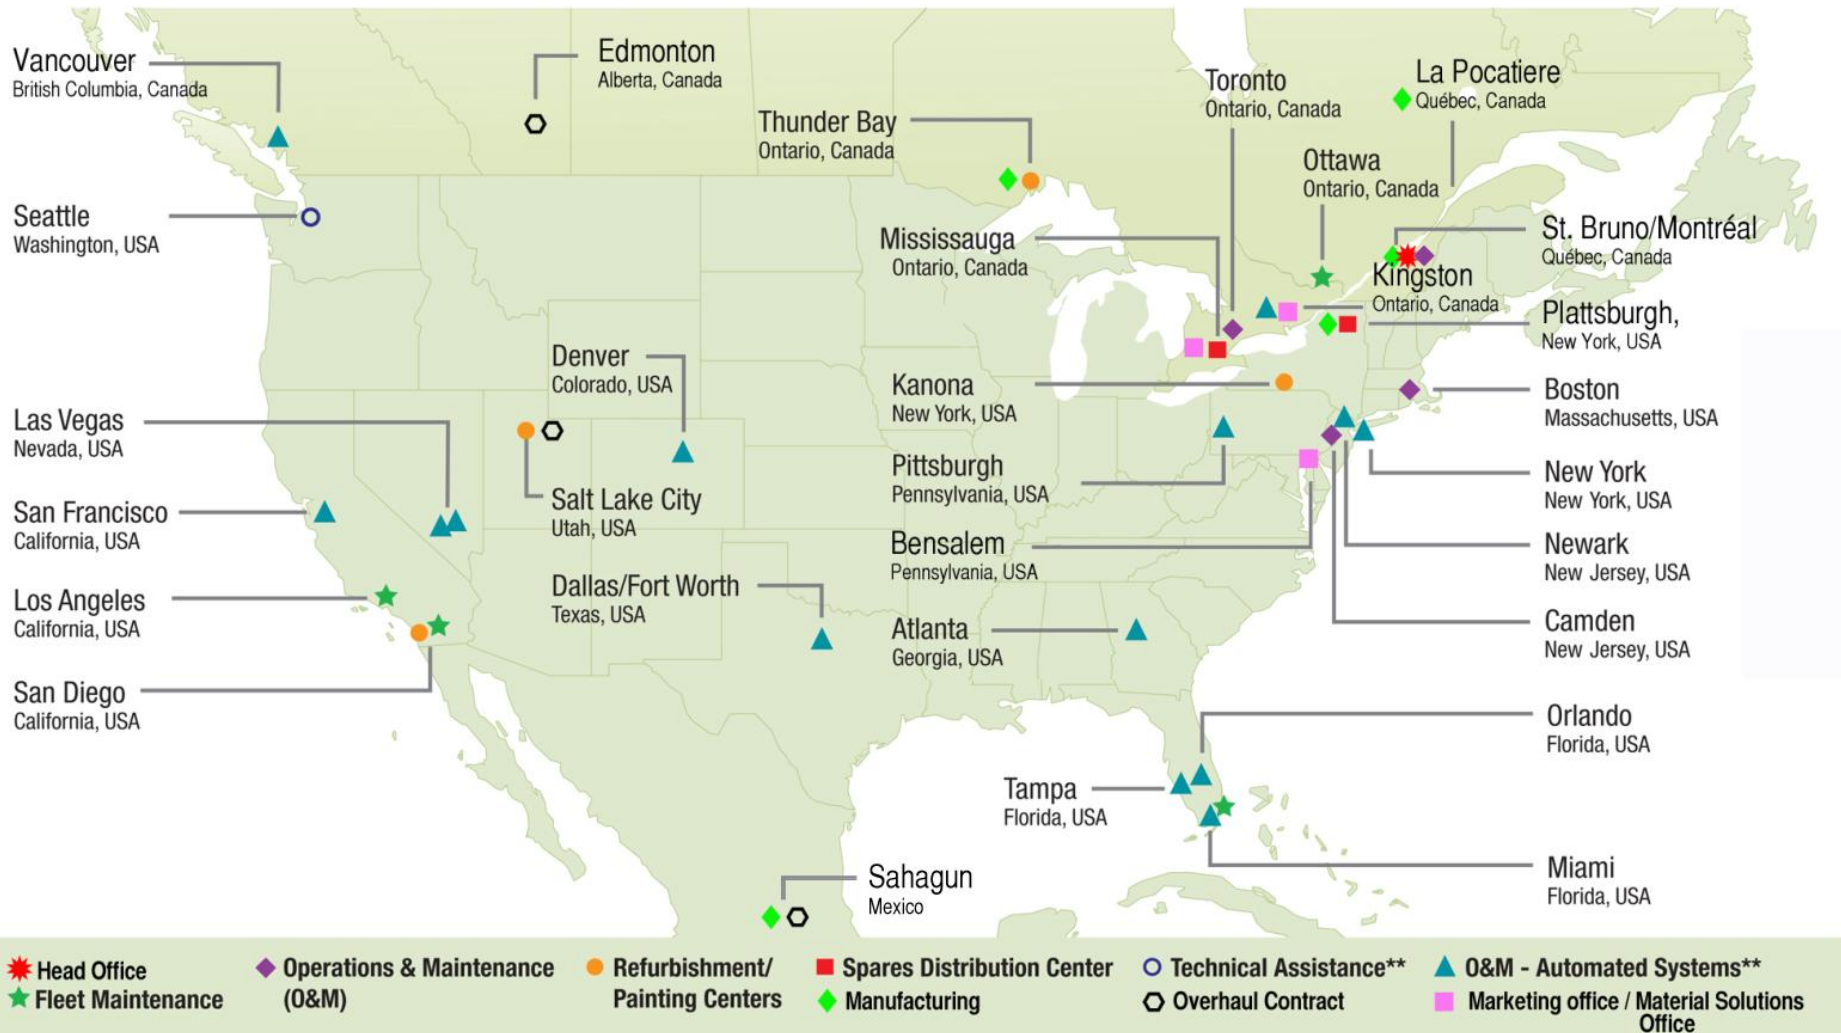 Vancouver
British Columbia, Canada
Edmonton
Alberta, Canada
Thunder Bay
Ontario, Canada
Toronto
Ontario, Canada
La Pocatiere
Québec, Canada
Ottawa
Ontario, Canada
Seattle
Washington, USA
Mississauga
Ontario, Canada
St. Bruno/Montréal
Québec, Canada
Kingston
Ontario, Canada
Plattsburgh,
New York, USA
Denver
Colorado, USA
Kanona
New York, USA
Boston
Massachusetts, USA
Las Vegas
Nevada, USA
Pittsburgh
Pennsylvania, USA
New York
New York, USA
Salt Lake City
Utah, USA
San Francisco
California, USA
Bensalem
Pennsylvania, USA
Newark
New Jersey, USA
Los Angeles
California, USA
Dallas/Fort Worth
Texas, USA
Atlanta
Georgia, USA
Camden
New Jersey, USA
San Diego
California, USA
Orlando
Florida, USA
Tampa
Florida, USA
Miami
Florida, USA
Sahagun
Mexico
Head Office
Fleet Maintenance
Operations & Maintenance
(O&M)
Refurbishment/
Painting Centers
Spares Distribution Center
Manufacturing
Technical Assistance**
Overhaul Contract
O&M - Automated Systems**
Marketing office / Material Solutions
Office